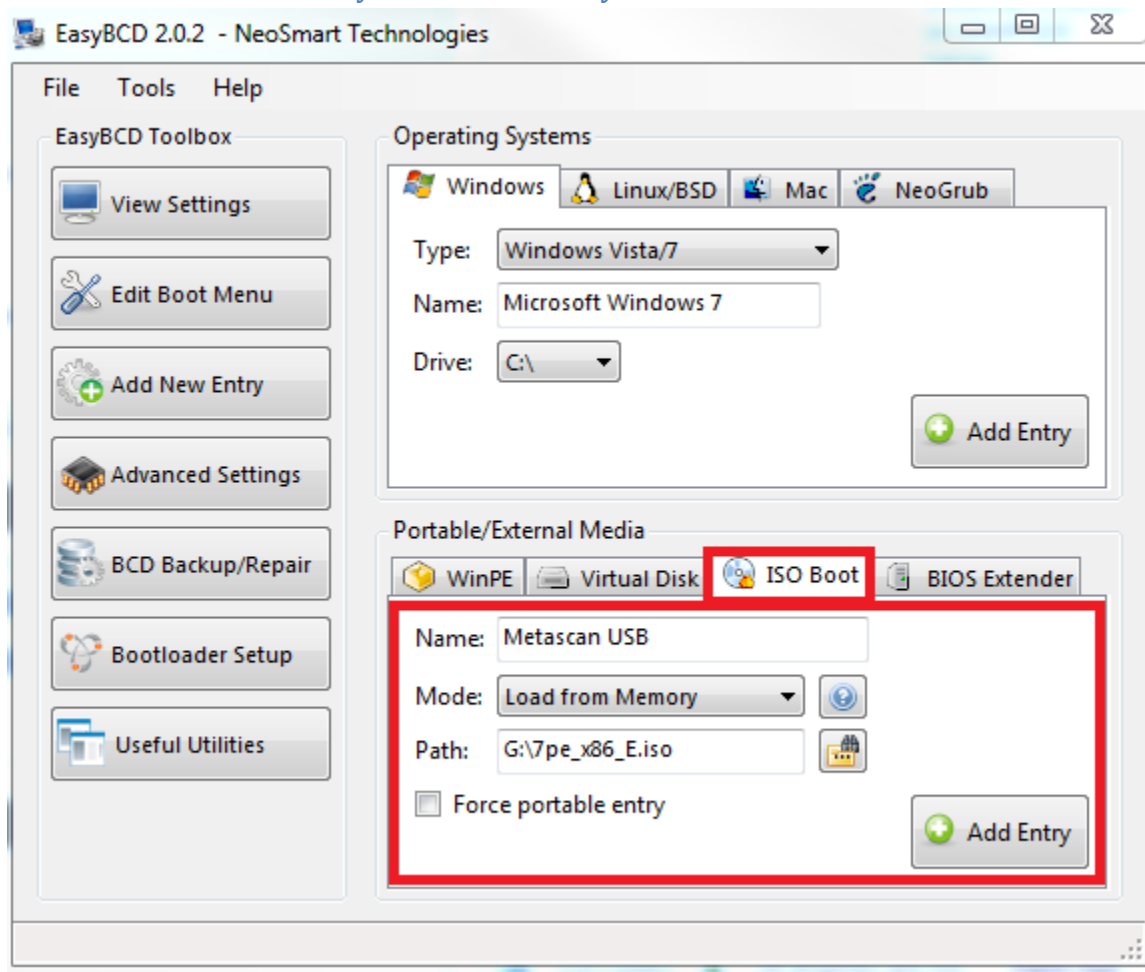 EasyBCD 2.0.2 - NeoSmart Technologies
File Tools Help
EasyBCD Toolbox
View Settings
Edit Boot Menu
Add New Entry
Advanced Settings
BCD Backup/Repair
Bootloader Setup
Useful Utilities
Operating Systems
Windows Linux/BSD Mac NeoGrub
Type: Windows Vista/7
Name: Microsoft Windows 7
Drive: C:\
Add Entry
Portable/External Media
WinPE Virtual Disk ISO Boot BIOS Extender
Name: Metascan USB
Mode: Load from Memory
Path: G:\7pe_x86_E.iso
Force portable entry
Add Entry